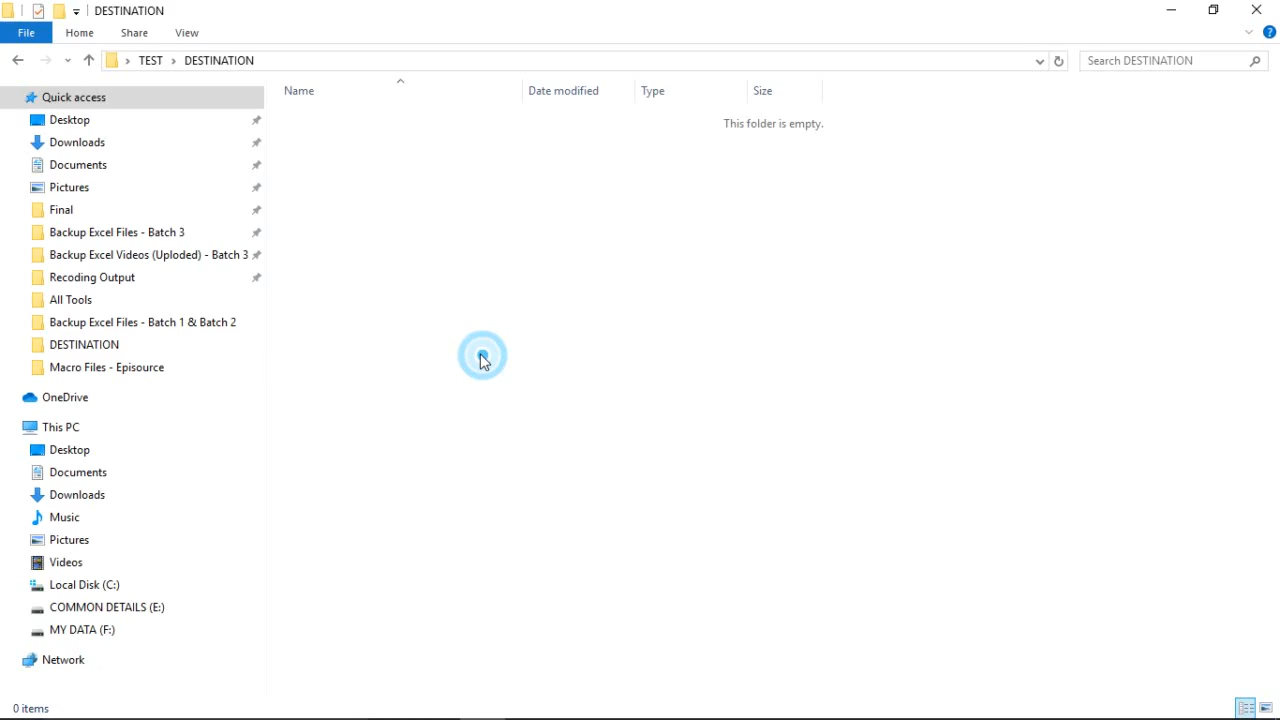 DESTINATION
File Home Share View
TEST DESTINATION Search DESTINATION
Name Date modified Type Size
This folder is empty.
Quick access
Desktop
Downloads
Documents
Pictures
Final
Backup Excel Files - Batch 3
Backup Excel Videos (Uploded) - Batch 3
Recoding Output
All Tools
Backup Excel Files - Batch 1 & Batch 2
DESTINATION
Macro Files - Episource
OneDrive
This PC
Desktop
Documents
Downloads
Music
Pictures
Videos
Local Disk (C:)
COMMON DETAILS (E:)
MY DATA (F:)
Network
0 items